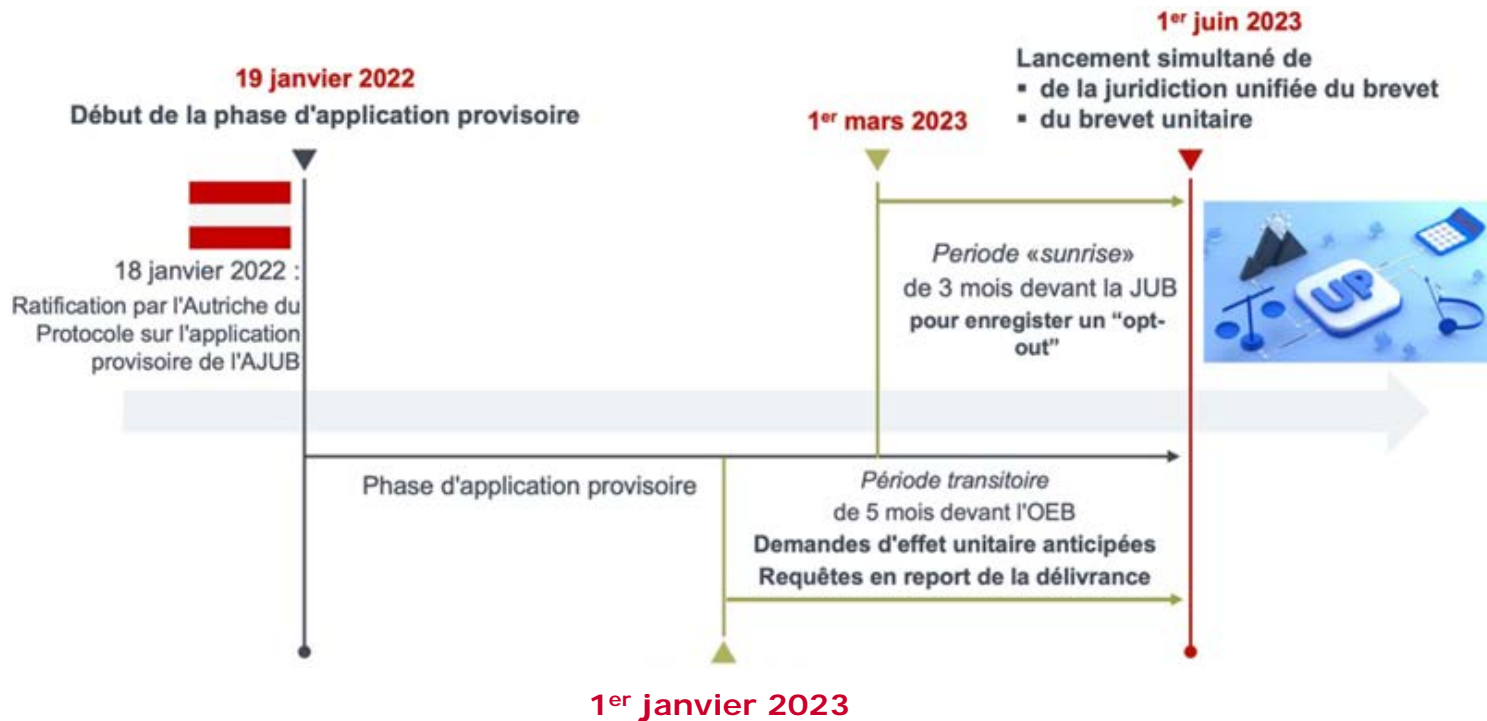 19 janvier 2022
Début de la phase d'application provisoire
18 janvier 2022 :
Ratification par l'Autriche du
Protocole sur l'application
provisoire de l'AJUB
1er mars 2023
1er juin 2023
Lancement simultané de
▪ de la juridiction unifiée du brevet
▪ du brevet unitaire
Periode «sunrise»
de 3 mois devant la JUB
pour enregister un “opt-
out”
UP
Phase d'application provisoire
Période transitoire
de 5 mois devant l'OEB
Demandes d'effet unitaire anticipées
Requêtes en report de la délivrance
1er janvier 2023